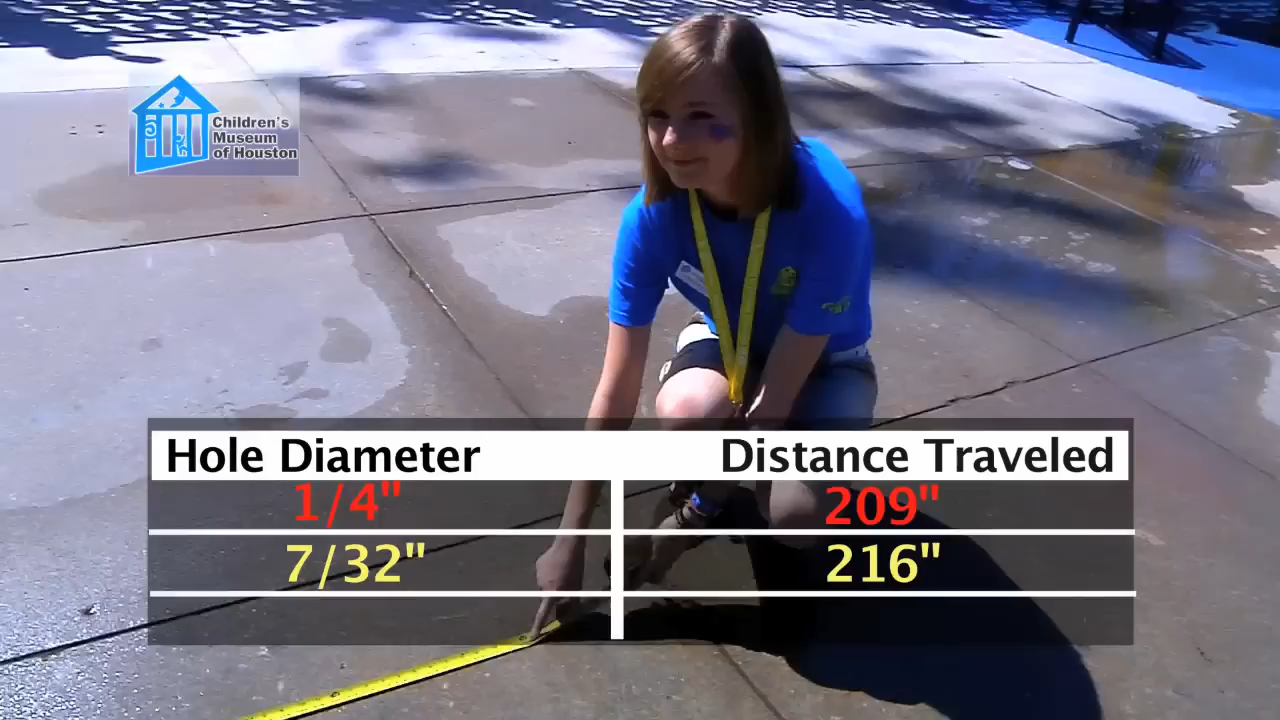 Children's
Museum
of Houston
Hole Diameter Distance Traveled
1/4" 209"
7/32" 216"